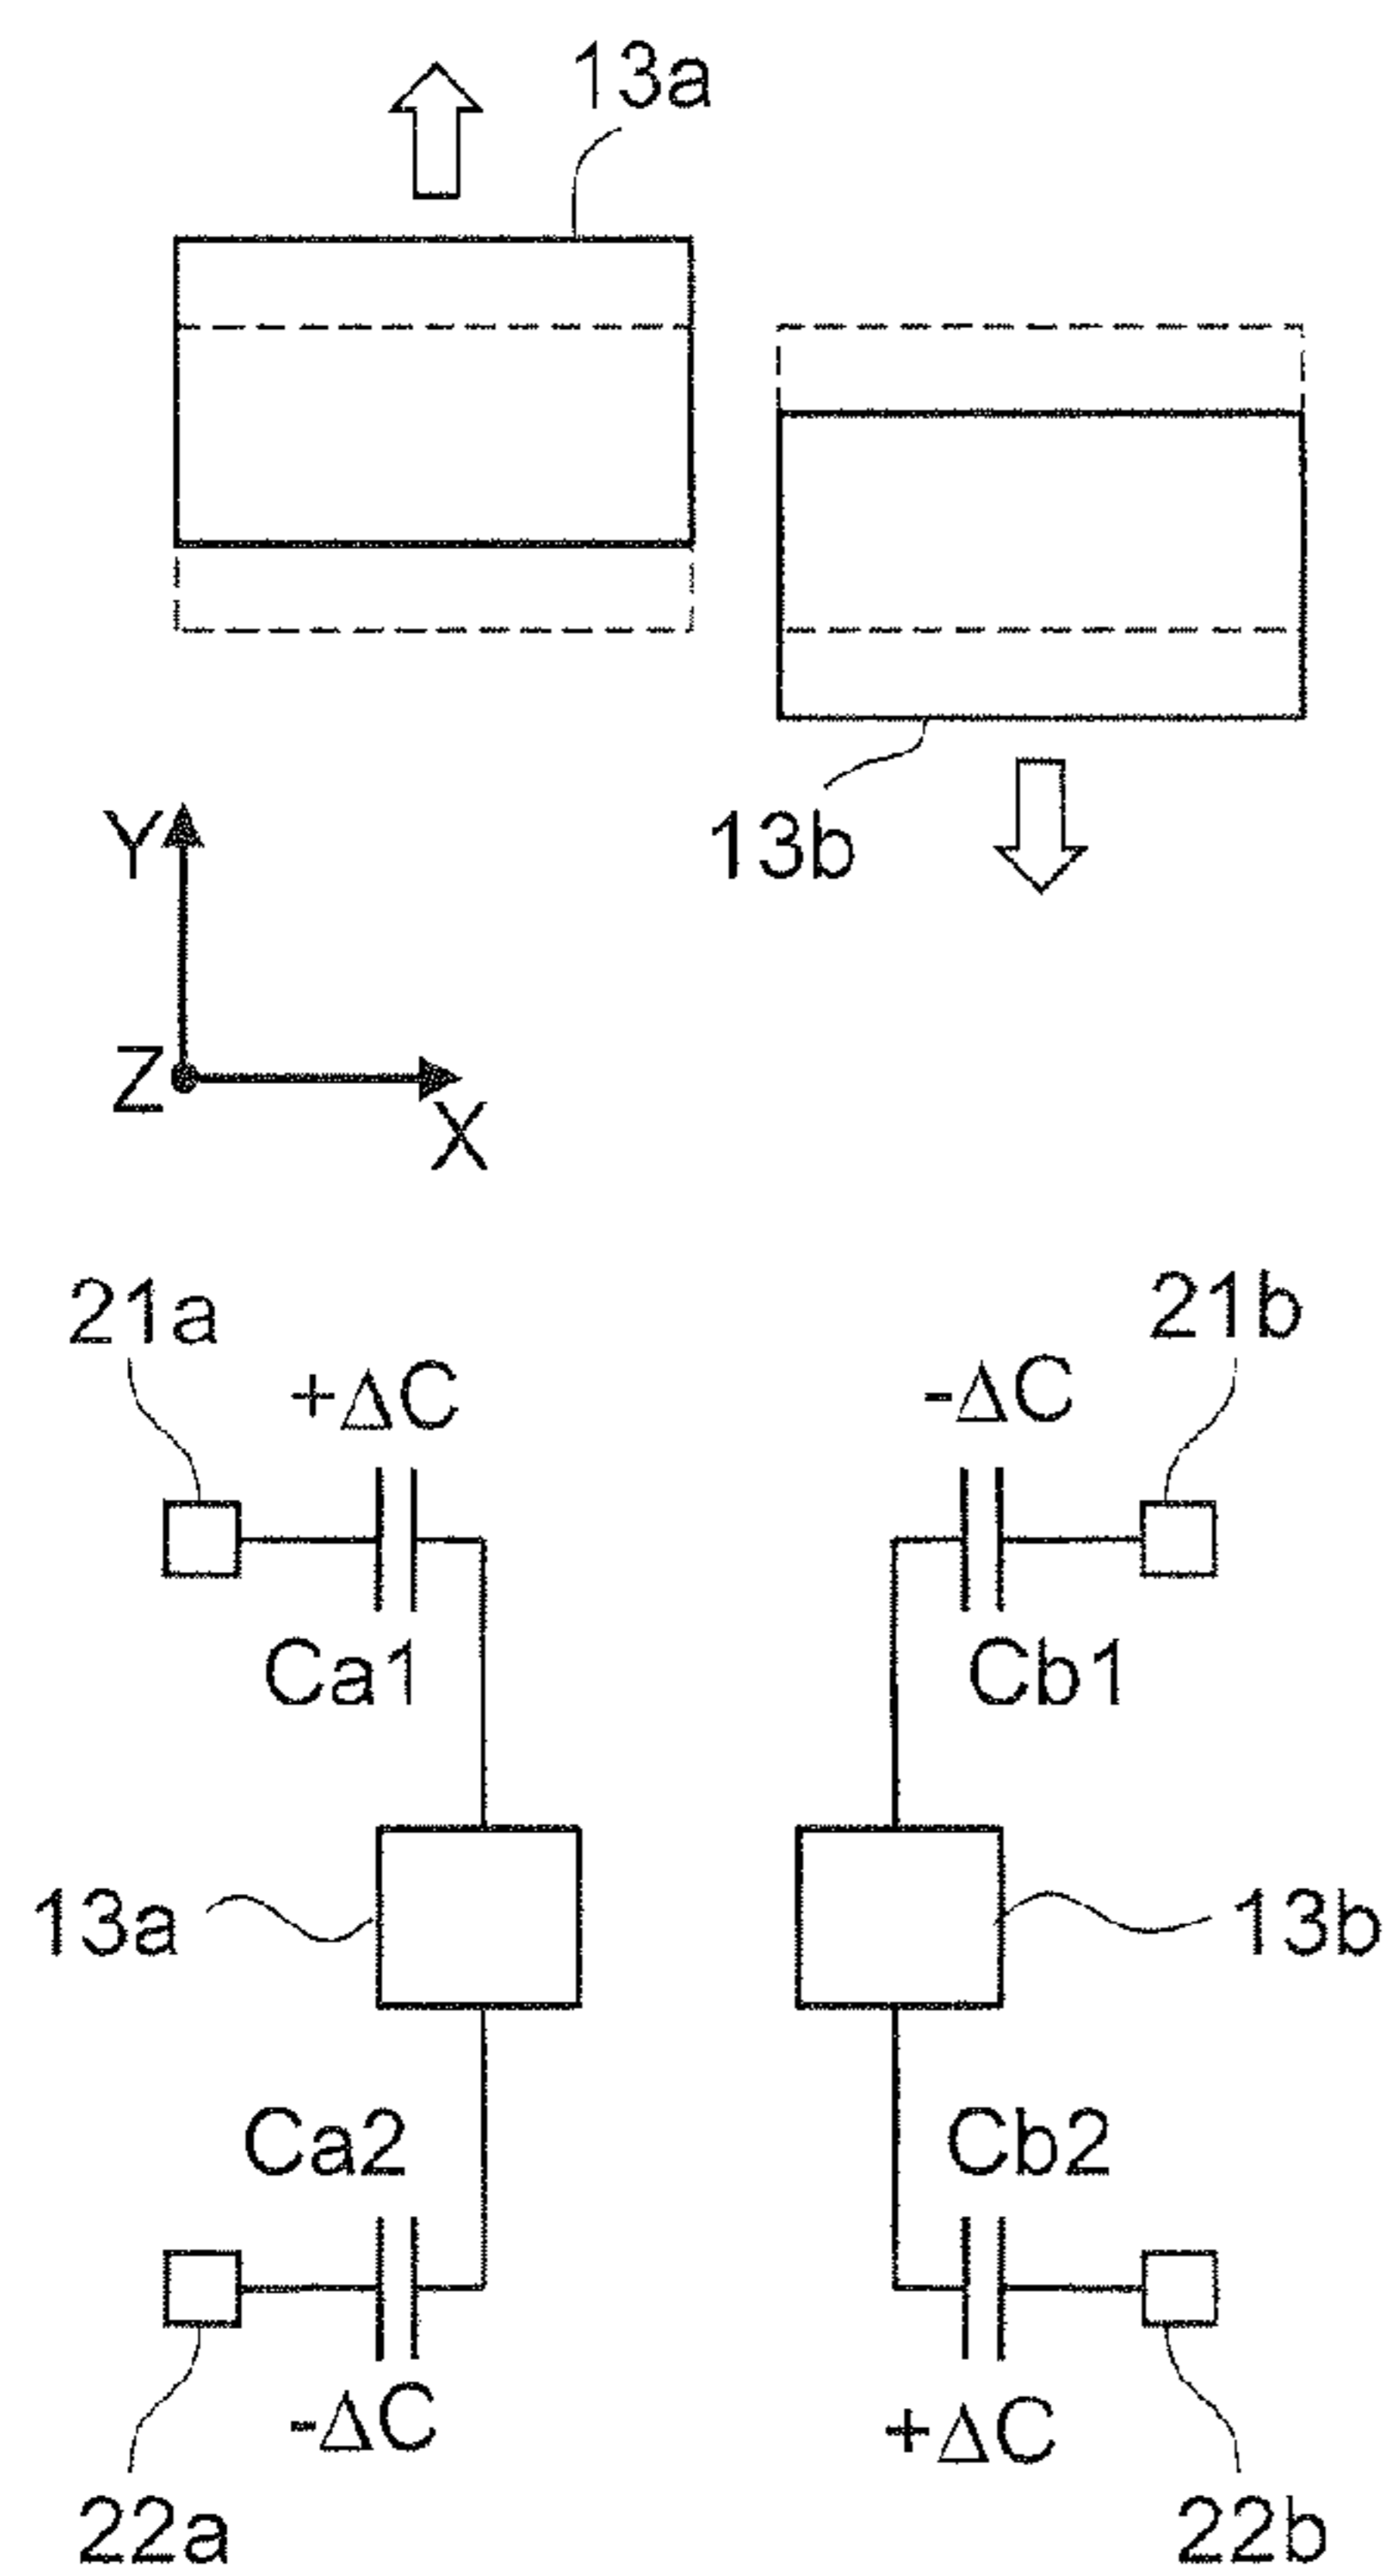 13a
13b
Y
Z
X
21a
21b
+ΔC
-ΔC
Ca1
Cb1
13a
13b
Ca2
Cb2
-ΔC
+ΔC
22a
22b